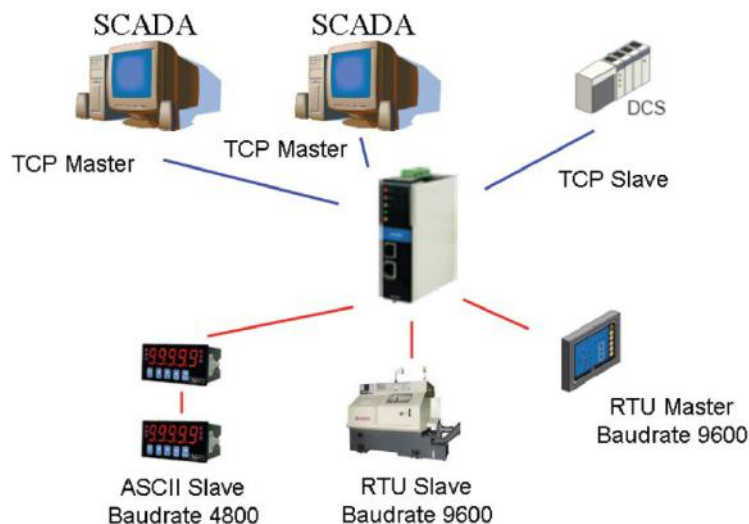 SCADA
SCADA
DCS
TCP Master
TCP Master
TCP Slave
99999
99999
RTU Master
Baudrate 9600
ASCII Slave
Baudrate 4800
RTU Slave
Baudrate 9600